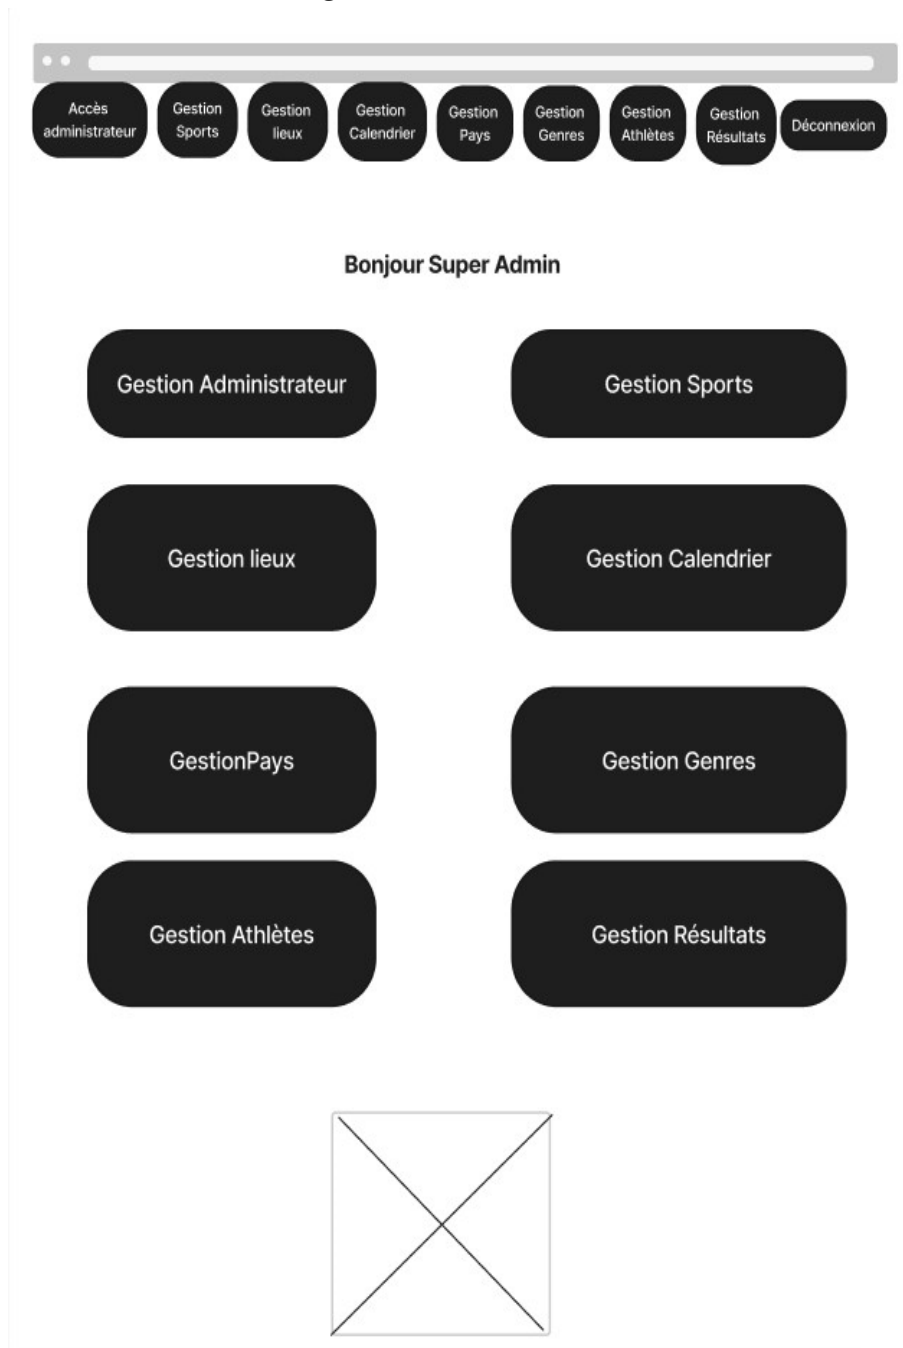 Accès
administrateur
Gestion
Sports
Gestion
lieux
Gestion
Calendrier
Gestion
Pays
Gestion
Genres
Gestion
Athlètes
Gestion
Résultats
Déconnexion
Bonjour Super Admin
Gestion Administrateur
Gestion Sports
Gestion lieux
Gestion Calendrier
GestionPays
Gestion Genres
Gestion Athlètes
Gestion Résultats